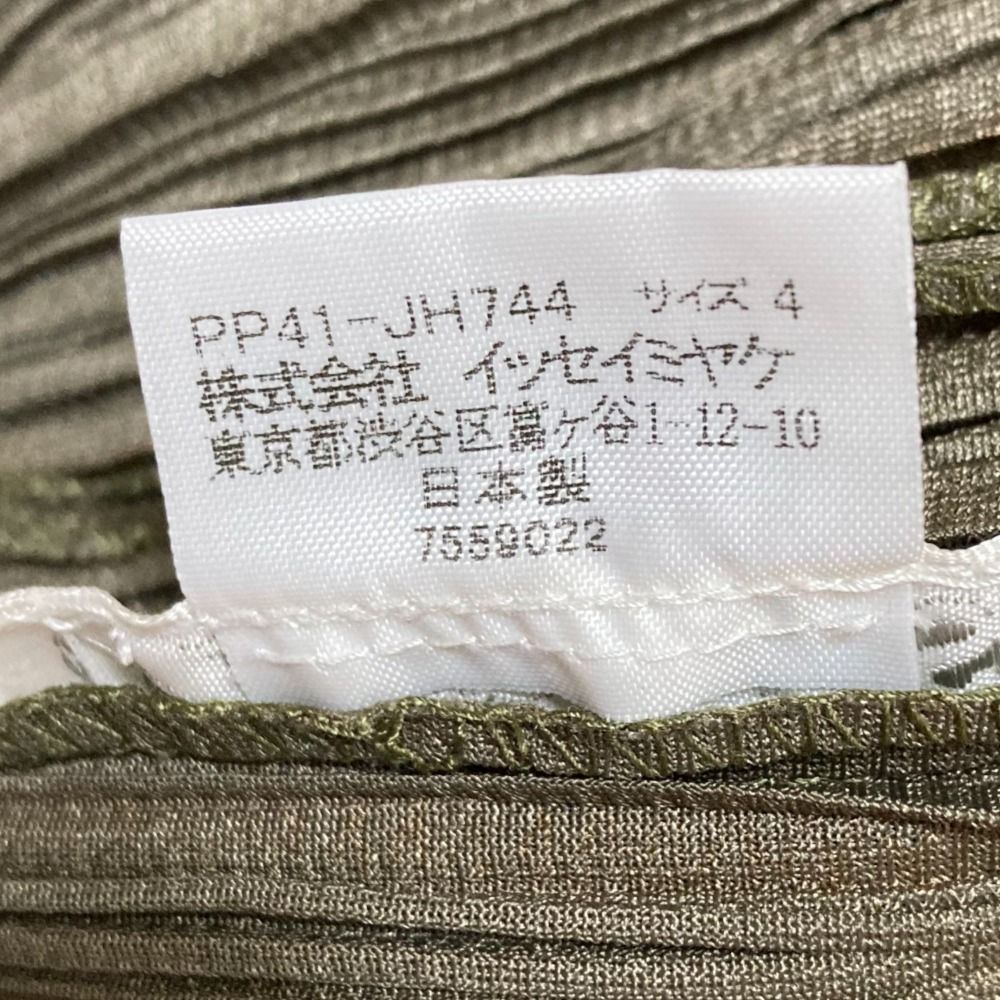 PP41-JH744 サイズ 4
株式会社 イッセイミヤケ
東京都渋谷区富ヶ谷1-12-10
日本製
7559022